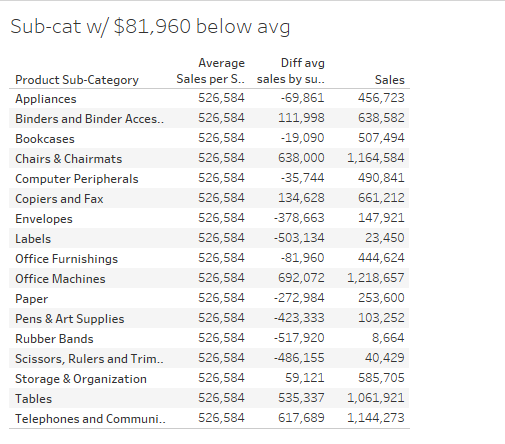 Sub-cat w/ $81,960 below avg
Average Diff avg
Product Sub-Category Sales per S.. sales by su.. Sales
Appliances 526,584 -69,861 456,723
Binders and Binder Acces.. 526,584 111,998 638,582
Bookcases 526,584 -19,090 507,494
Chairs & Chairmats 526,584 638,000 1,164,584
Computer Peripherals 526,584 -35,744 490,841
Copiers and Fax 526,584 134,628 661,212
Envelopes 526,584 -378,663 147,921
Labels 526,584 -503,134 23,450
Office Furnishings 526,584 -81,960 444,624
Office Machines 526,584 692,072 1,218,657
Paper 526,584 -272,984 253,600
Pens & Art Supplies 526,584 -423,333 103,252
Rubber Bands 526,584 -517,920 8,664
Scissors, Rulers and Trim.. 526,584 -486,155 40,429
Storage & Organization 526,584 59,121 585,705
Tables 526,584 535,337 1,061,921
Telephones and Communi.. 526,584 617,689 1,144,273